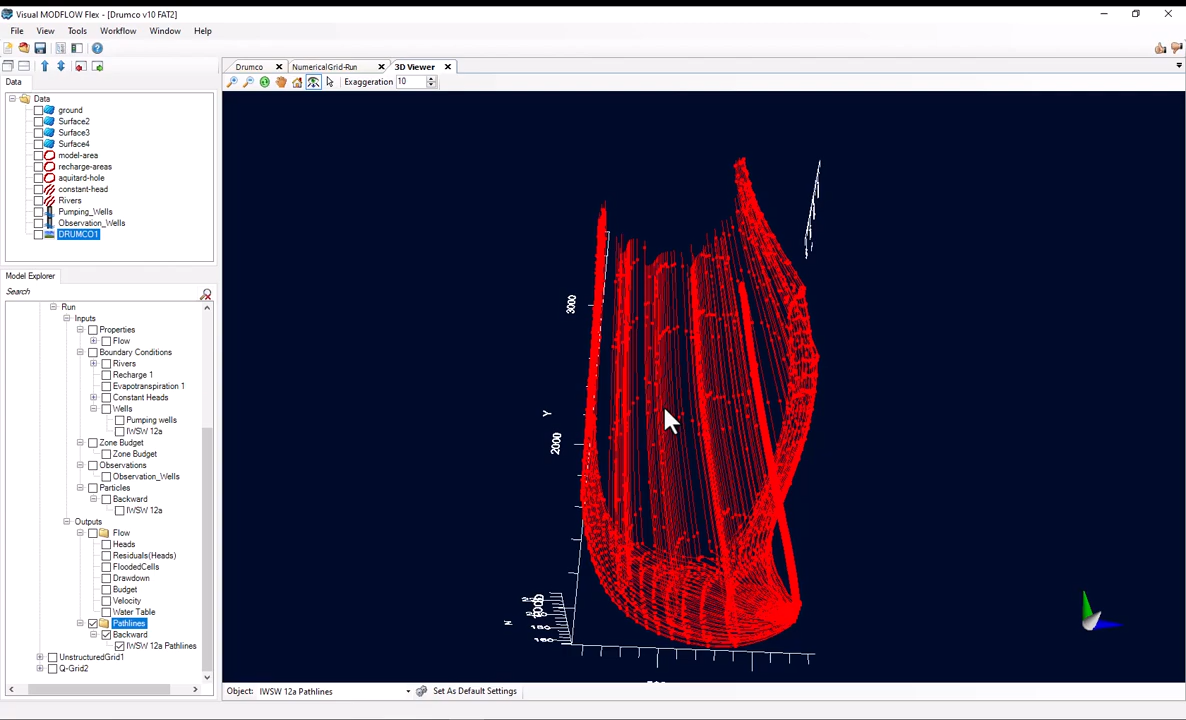 Visual MODFLOW Flex - [Drumco v10 FAT2]
File View Tools Workflow Window Help
Drumco NumericalGrid-Run 3D Viewer
Exaggeration 10
Data
Data
ground
Surface2
Surface3
Surface4
model-area
recharge-areas
aquitard-hole
constant-head
Rivers
Pumping_Wells
Observation_Wells
DRUMCO1
Model Explorer
Search
Run
Inputs
Properties
Flow
Boundary Conditions
Rivers
Recharge 1
Evapotranspiration 1
Constant Heads
Wells
Pumping wells
IWSW 12a
Zone Budget
Zone Budget
Observations
Observation_Wells
Particles
Backward
IWSW 12a
Outputs
Flow
Heads
Residuals(Heads)
FloodedCells
Drawdown
Budget
Velocity
Water Table
Pathlines
Backward
IWSW 12a Pathlines
UnstructuredGrid1
Q-Grid2
3000
Y
2000
Object: IWSW 12a Pathlines Set As Default Settings